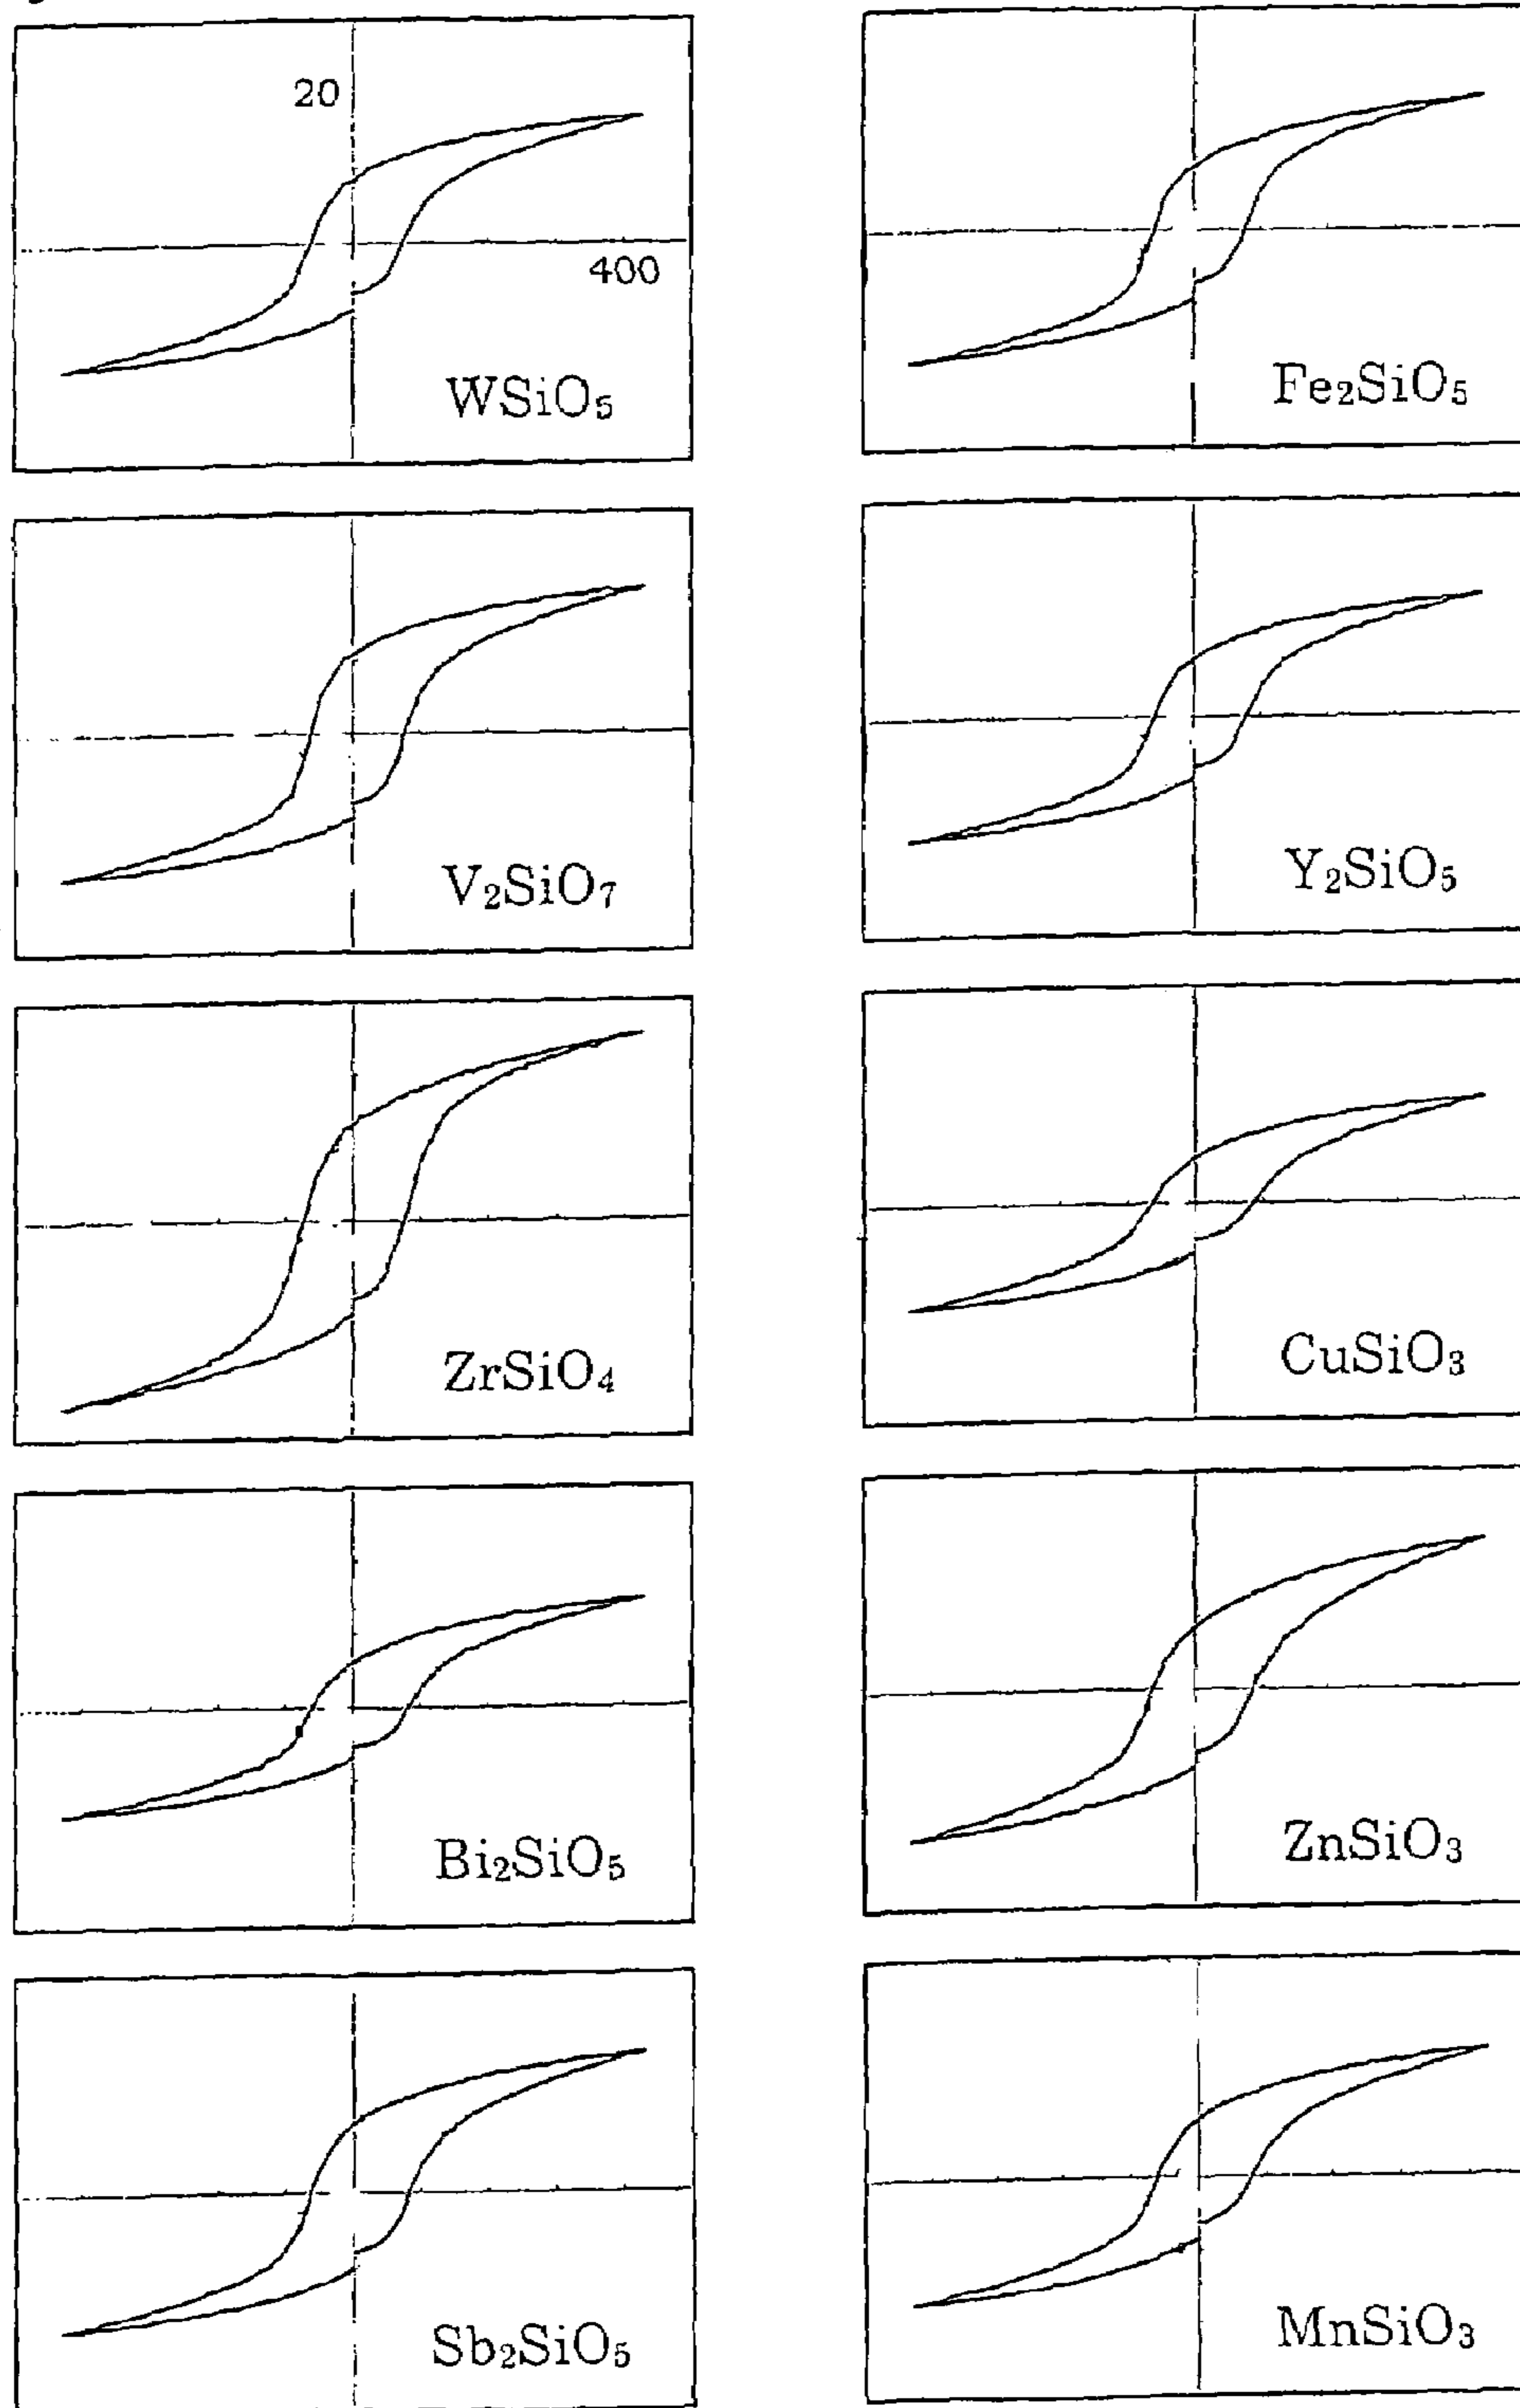 20
400
WSiO₅
Fe₂SiO₅
V₂SiO₇
Y₂SiO₅
ZrSiO₄
CuSiO₃
Bi₂SiO₅
ZnSiO₃
Sb₂SiO₅
MnSiO₃